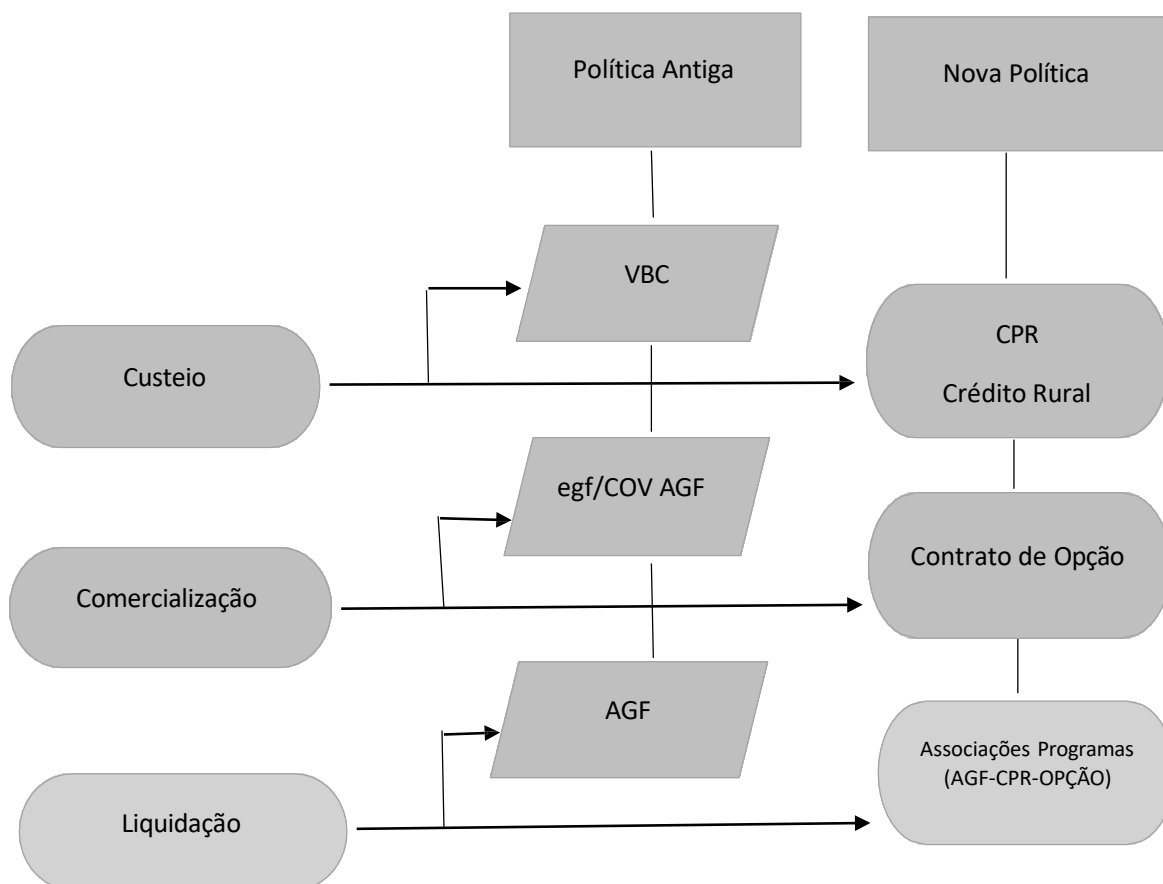 Política Antiga
Nova Política
VBC
Custeio
CPR
Crédito Rural
egf/COV AGF
Comercialização
Contrato de Opção
AGF
Liquidação
Associações Programas
(AGF-CPR-OPÇÃO)